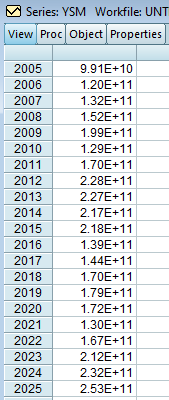 Series: YSM Workfile: UNT
View Proc Object Properties
2005 9.91E+10
2006 1.20E+11
2007 1.32E+11
2008 1.52E+11
2009 1.99E+11
2010 1.29E+11
2011 1.70E+11
2012 2.28E+11
2013 2.27E+11
2014 2.17E+11
2015 2.18E+11
2016 1.39E+11
2017 1.44E+11
2018 1.70E+11
2019 1.79E+11
2020 1.72E+11
2021 1.30E+11
2022 1.67E+11
2023 2.12E+11
2024 2.32E+11
2025 2.53E+11